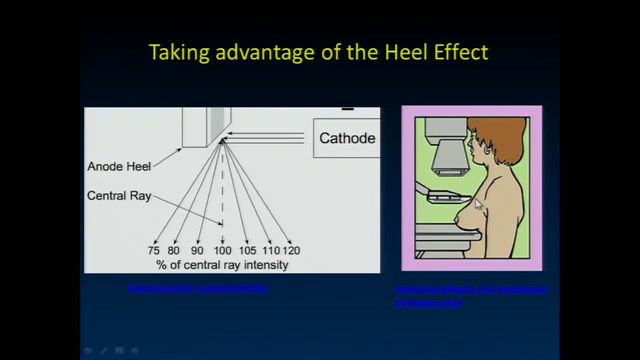 Taking advantage of the Heel Effect
Cathode
Anode Heel
Central Ray
75 80 90 100 105 110 120
% of central ray intensity